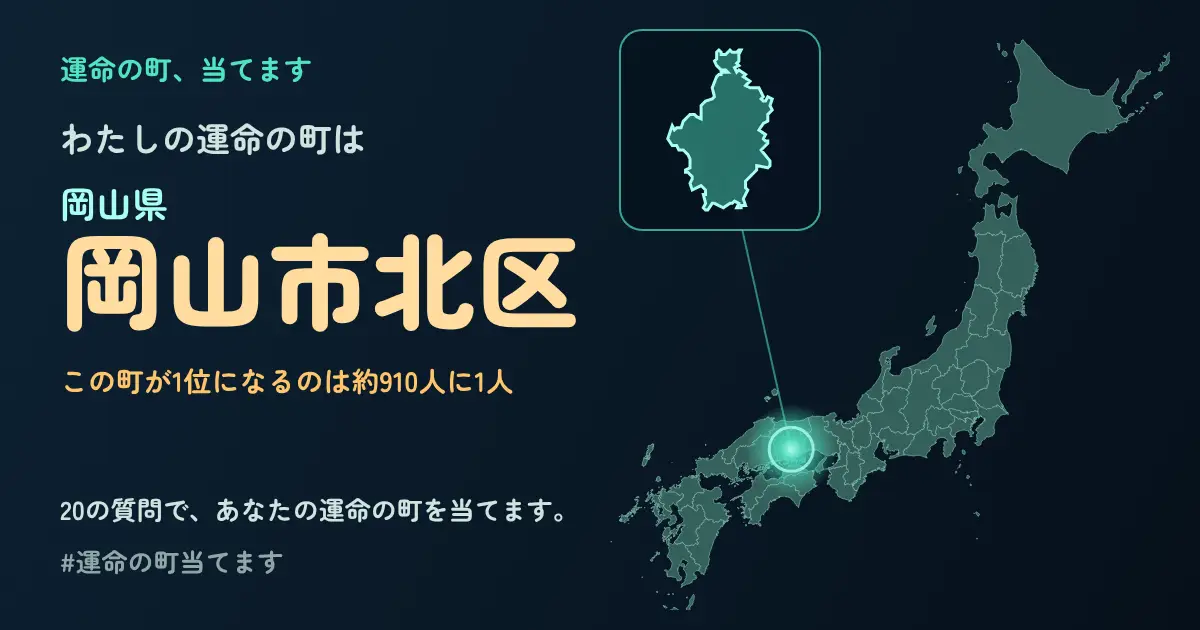 運命の町、当てます
わたしの運命の町は
岡山県
岡山市北区
この町が1位になるのは約910人に1人
20の質問で、あなたの運命の町を当てます。
#運命の町当てます